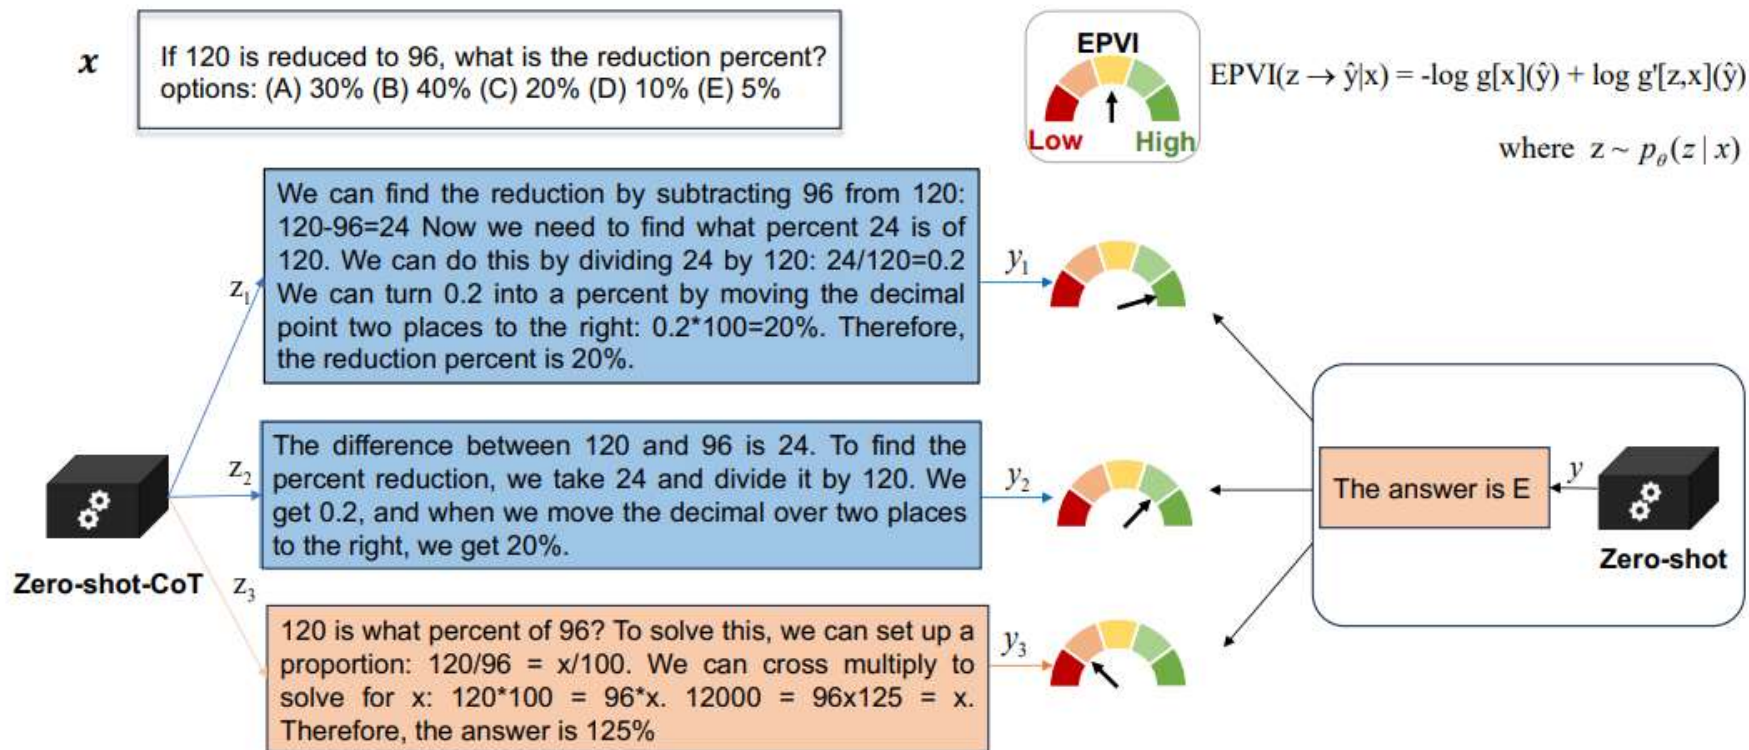 x
If 120 is reduced to 96, what is the reduction percent?
options: (A) 30% (B) 40% (C) 20% (D) 10% (E) 5%
EPVI
Low High
EPVI(z → ŷ|x) = -log g[x](ŷ) + log g'[z,x](ŷ)
where z ~ p_θ(z | x)
z₁
We can find the reduction by subtracting 96 from 120:
120-96=24 Now we need to find what percent 24 is of
120. We can do this by dividing 24 by 120: 24/120=0.2
We can turn 0.2 into a percent by moving the decimal
point two places to the right: 0.2*100=20%. Therefore,
the reduction percent is 20%.
y₁
z₂
The difference between 120 and 96 is 24. To find the
percent reduction, we take 24 and divide it by 120. We
get 0.2, and when we move the decimal over two places
to the right, we get 20%.
y₂
Zero-shot-CoT
z₃
120 is what percent of 96? To solve this, we can set up a
proportion: 120/96 = x/100. We can cross multiply to
solve for x: 120*100 = 96*x. 12000 = 96x125 = x.
Therefore, the answer is 125%
y₃
The answer is E
y
Zero-shot